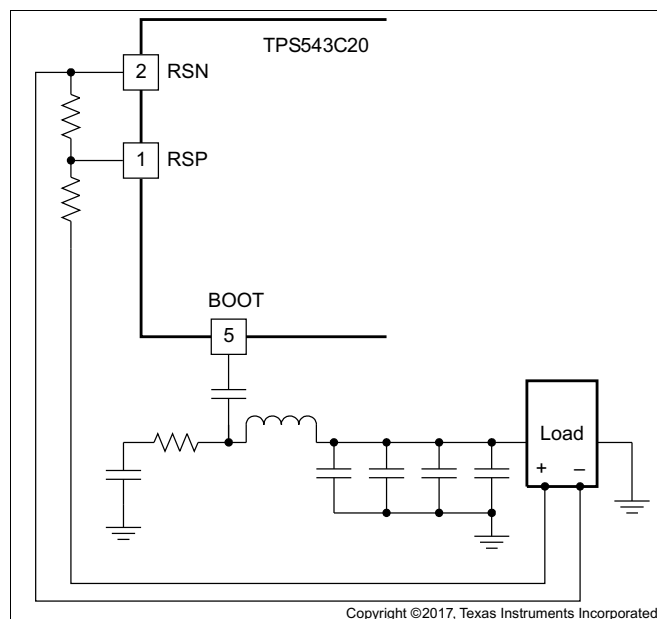 TPS543C20
2 RSN
1 RSP
BOOT
5
Load
+ –
Copyright ©2017, Texas Instruments Incorporated